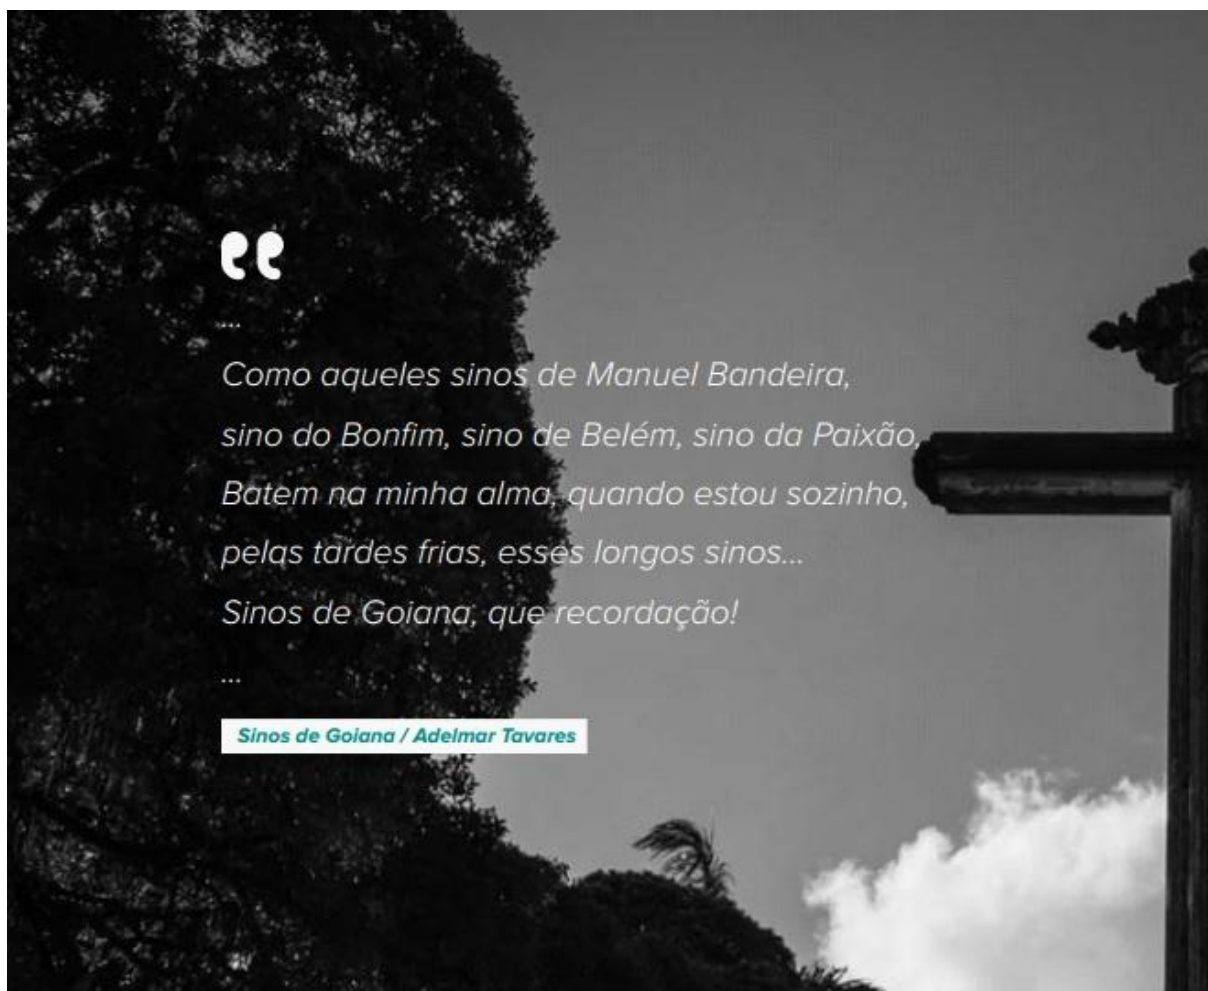 ...
Como aqueles sinos de Manuel Bandeira,
sino do Bonfim, sino de Belém, sino da Paixão,
Batem na minha alma, quando estou sozinho,
pelas tardes frias, esses longos sinos...
Sinos de Goiana, que recordação!
...
Sinos de Goiana / Adelmar Tavares